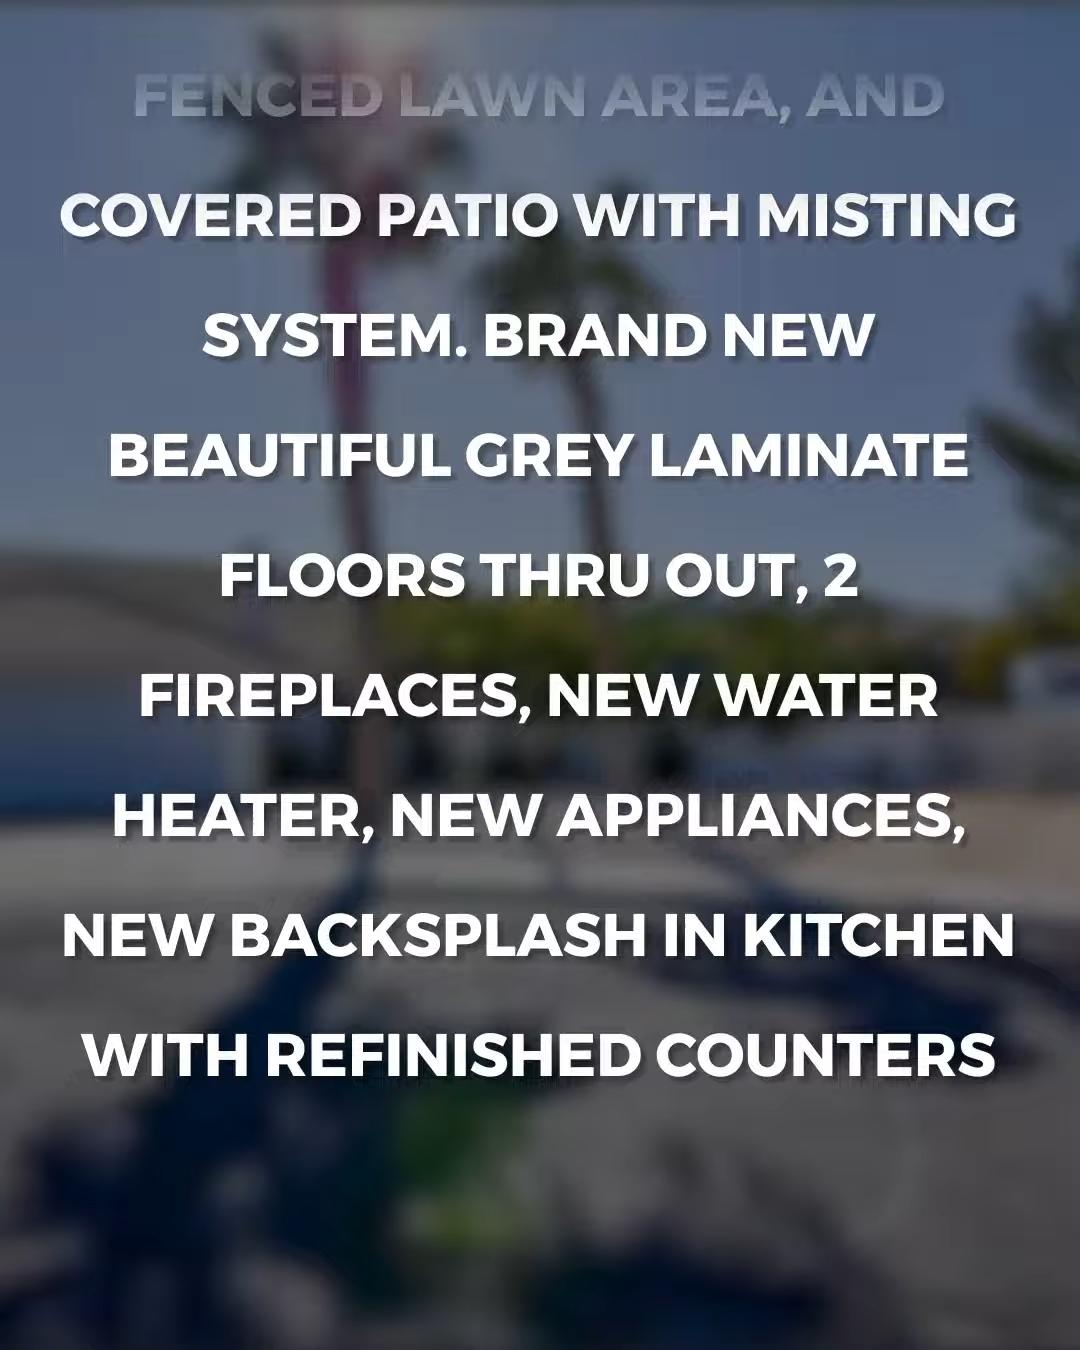 FENCED LAWN AREA, AND
COVERED PATIO WITH MISTING
SYSTEM. BRAND NEW
BEAUTIFUL GREY LAMINATE
FLOORS THRU OUT, 2
FIREPLACES, NEW WATER
HEATER, NEW APPLIANCES,
NEW BACKSPLASH IN KITCHEN
WITH REFINISHED COUNTERS